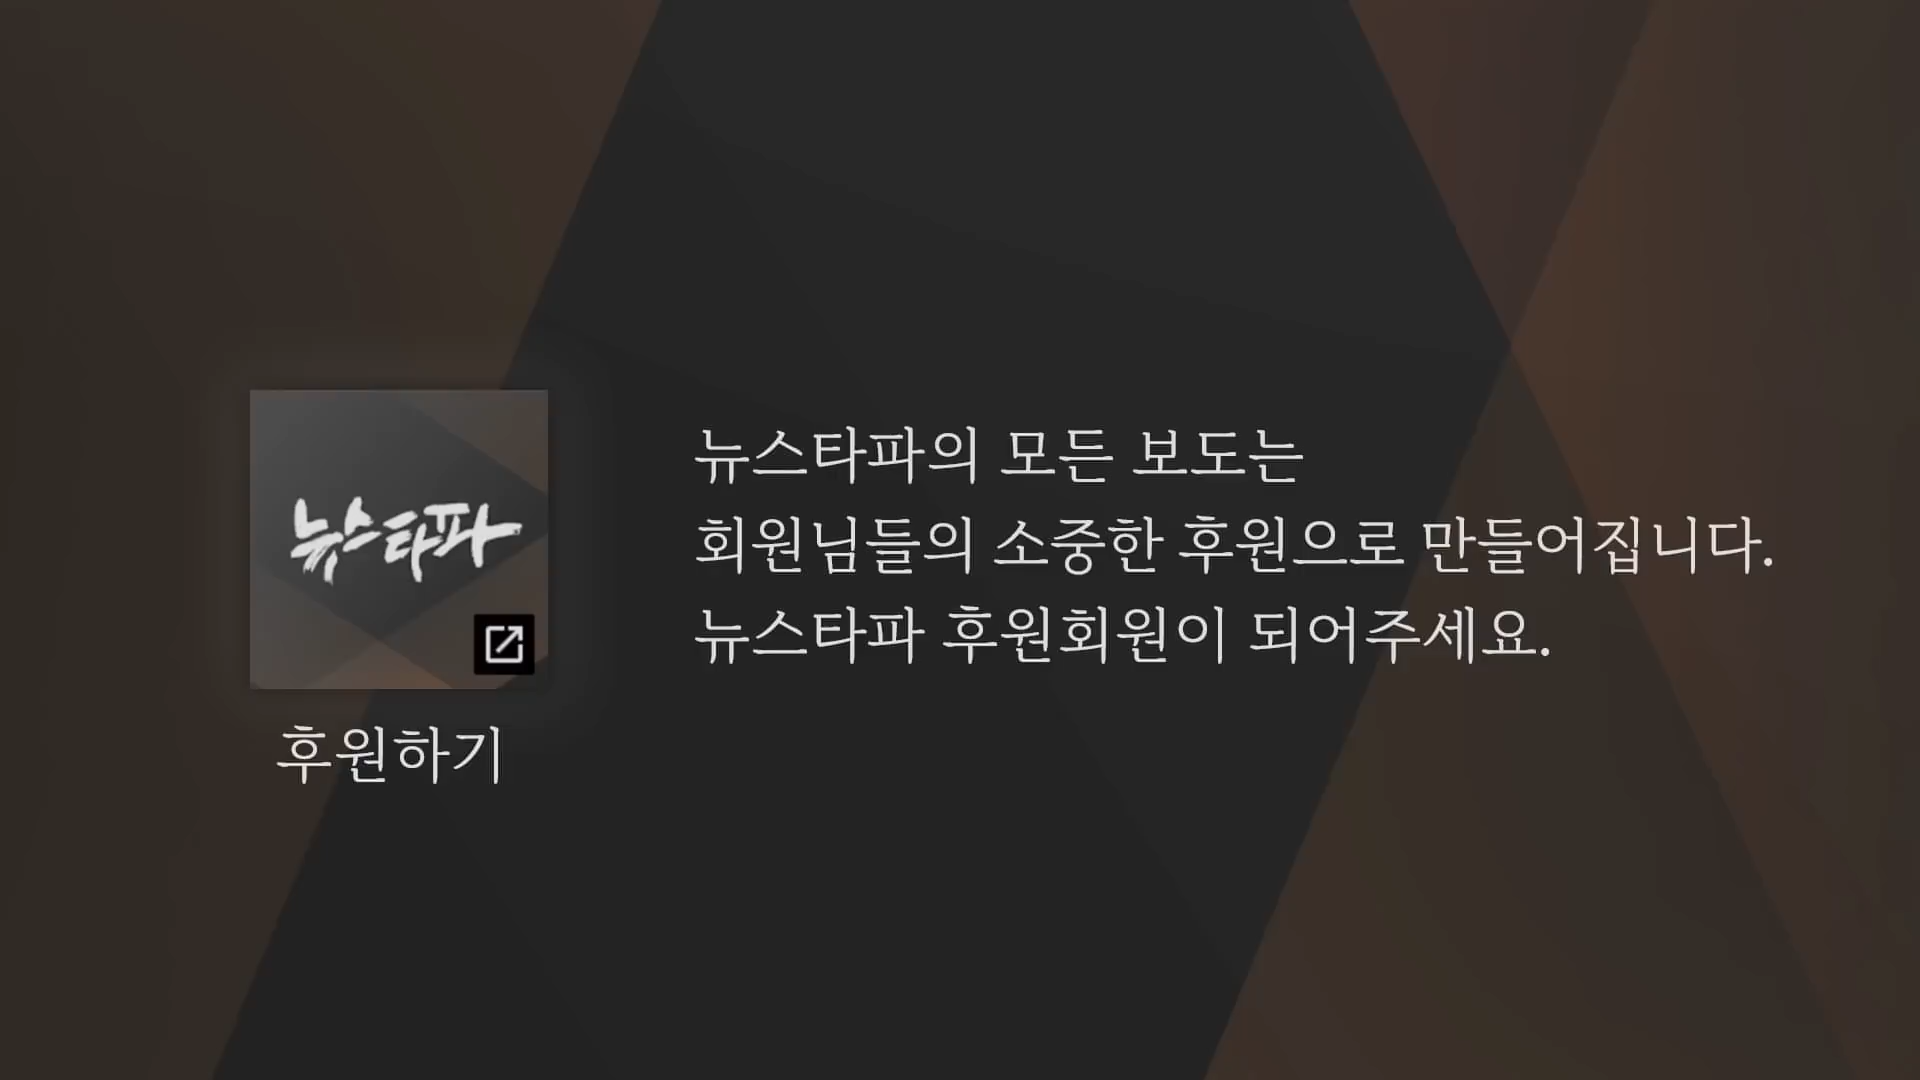 뉴스타파
후원하기
뉴스타파의 모든 보도는
회원님들의 소중한 후원으로 만들어집니다.
뉴스타파 후원회원이 되어주세요.